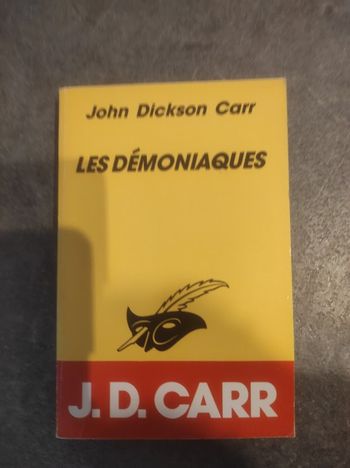 John Dickson Carr
LES DÉMONIAQUES
J. D. CARR